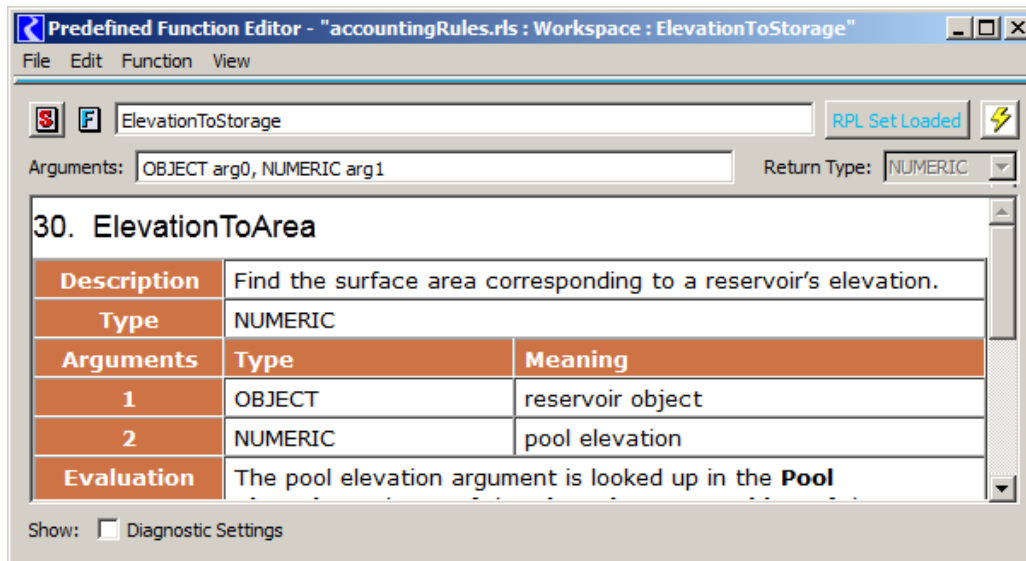 Predefined Function Editor - "accountingRules.rls : Workspace : ElevationToStorage"
File Edit Function View
S F ElevationToStorage RPL Set Loaded
Arguments: OBJECT arg0, NUMERIC arg1 Return Type: NUMERIC
30. ElevationToArea
Description Find the surface area corresponding to a reservoir's elevation.
Type NUMERIC
Arguments Type Meaning
1 OBJECT reservoir object
2 NUMERIC pool elevation
Evaluation The pool elevation argument is looked up in the Pool
Show: Diagnostic Settings